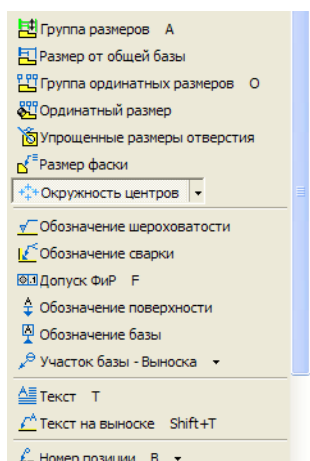 Группа размеров A
Размер от общей базы
Группа ординатных размеров O
Ординатный размер
Упрощенные размеры отверстия
Размер фаски
Окружность центров
Обозначение шероховатости
Обозначение сварки
Допуск ФиР F
Обозначение поверхности
Обозначение базы
Участок базы - Выноска
Текст T
Текст на выноске Shift+T
Номер позиции B